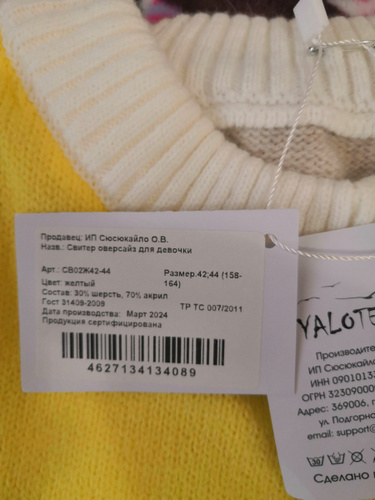 Продавец: ИП Сюсюкайло О.В.
Назв.: Свитер оверсайз для девочки
Арт.: СВ02Ж42-44
Размер.42;44 (158-164)
Цвет: желтый
Состав: 30% шерсть, 70% акрил
Гост 31409-2009
ТР ТС 007/2011
Дата производства: Март 2024
Продукция сертифицирована
4627134134089
YALOTE
Производите
ИП Сюсюкайло
ИНН 09010133
ОГРН 32309000
Адрес: 369006, г
ул. Подгорна
email: support@
Сделано